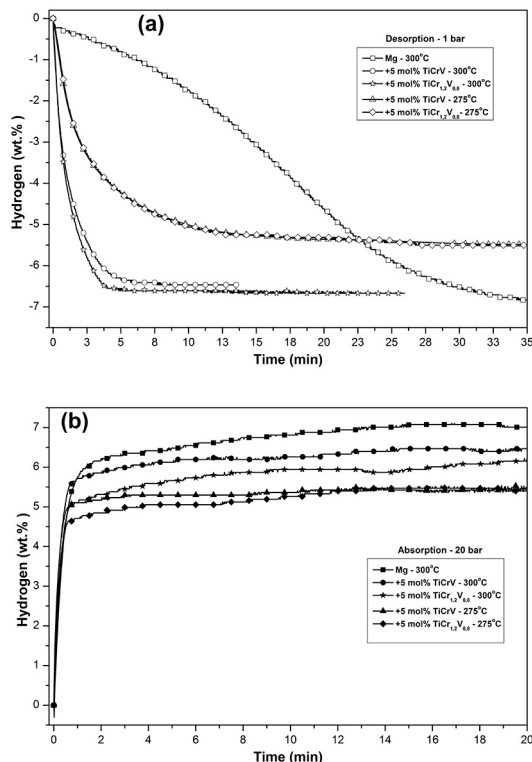 (a)
Desorption - 1 bar
Mg - 300°C
+5 mol% TiCrV - 300°C
+5 mol% TiCr1,2V0,8 - 300°C
+5 mol% TiCrV - 275°C
+5 mol% TiCr1,2V0,8 - 275°C
Hydrogen (wt.%)
0
-1
-2
-3
-4
-5
-6
-7
0 3 5 8 10 13 15 18 20 23 25 28 30 33 35
Time (min)
(b)
Hydrogen (wt.%)
7
6
5
4
3
2
1
0
Absorption - 20 bar
Mg - 300°C
+5 mol% TiCrV - 300°C
+5 mol% TiCr1,2V0,8 - 300°C
+5 mol% TiCrV - 275°C
+5 mol% TiCr1,2V0,8 - 275°C
0 2 4 6 8 10 12 14 16 18 20
Time (min)